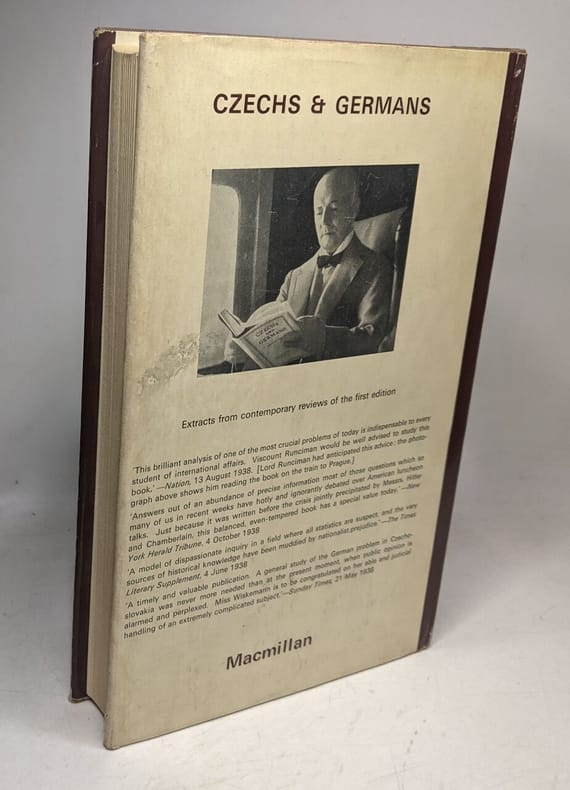 CZECHS & GERMANS
CZECHS
AND
GERMANS
Extracts from contemporary reviews of the first edition
'This brilliant analysis of one of the most crucial problems of today is indispensable to every
student of international affairs. Viscount Runciman would be well advised to study this
book.'—Nation, 13 August 1938. [Lord Runciman had anticipated this advice: the photo-
graph above shows him reading the book on the train to Prague.]
'Answers out of an abundance of precise information most of those questions which so
many of us in recent weeks have hotly and ignorantly debated over American luncheon
talks. Just because it was written before the crisis jointly precipitated by Messrs. Hitler
and Chamberlain, this balanced, even-tempered book has a special value today.'—New
York Herald Tribune, 4 October 1938
'A model of dispassionate inquiry in a field where all statistics are suspect, and the very
sources of historical knowledge have been muddied by nationalist prejudice.'—The Times
Literary Supplement, 4 June 1938
'A timely and valuable publication. A general study of the German problem in Czecho-
slovakia was never more needed than at the present moment, when public opinion is
alarmed and perplexed. Miss Wiskemann is to be congratulated on her able and judicial
handling of an extremely complicated subject.'—Sunday Times, 21 May 1938
Macmillan